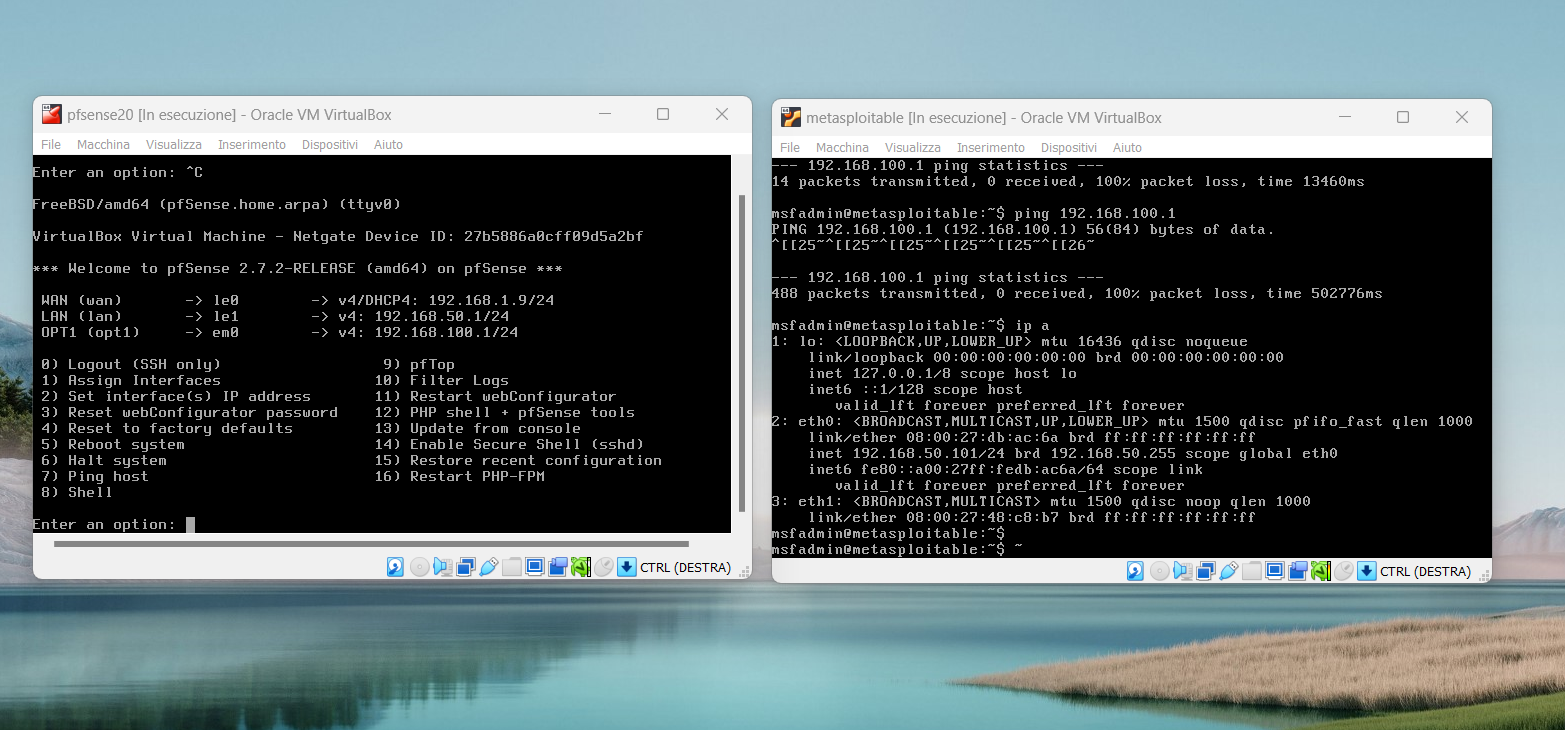 pfsense20 [In esecuzione] - Oracle VM VirtualBox
File Macchina Visualizza Inserimento Dispositivi Aiuto
Enter an option: ^C
FreeBSD/amd64 (pfSense.home.arpa) (ttyv0)
VirtualBox Virtual Machine - Netgate Device ID: 27b5886a0cff09d5a2bf
*** Welcome to pfSense 2.7.2-RELEASE (amd64) on pfSense ***
WAN (wan) -> le0 -> v4/DHCP4: 192.168.1.9/24
LAN (lan) -> le1 -> v4: 192.168.50.1/24
OPT1 (opt1) -> em0 -> v4: 192.168.100.1/24
0) Logout (SSH only) 9) pfTop
1) Assign Interfaces 10) Filter Logs
2) Set interface(s) IP address 11) Restart webConfigurator
3) Reset webConfigurator password 12) PHP shell + pfSense tools
4) Reset to factory defaults 13) Update from console
5) Reboot system 14) Enable Secure Shell (sshd)
6) Halt system 15) Restore recent configuration
7) Ping host 16) Restart PHP-FPM
8) Shell
Enter an option:
CTRL (DESTRA)
metasploitable [In esecuzione] - Oracle VM VirtualBox
File Macchina Visualizza Inserimento Dispositivi Aiuto
--- 192.168.100.1 ping statistics ---
14 packets transmitted, 0 received, 100% packet loss, time 13460ms
msfadmin@metasploitable:~$ ping 192.168.100.1
PING 192.168.100.1 (192.168.100.1) 56(84) bytes of data.
^[[25~^[[25~^[[25~^[[25~^[[25~^[[26~
--- 192.168.100.1 ping statistics ---
488 packets transmitted, 0 received, 100% packet loss, time 502776ms
msfadmin@metasploitable:~$ ip a
1: lo: <LOOPBACK,UP,LOWER_UP> mtu 16436 qdisc noqueue
link/loopback 00:00:00:00:00:00 brd 00:00:00:00:00:00
inet 127.0.0.1/8 scope host lo
inet6 ::1/128 scope host
valid_lft forever preferred_lft forever
2: eth0: <BROADCAST,MULTICAST,UP,LOWER_UP> mtu 1500 qdisc pfifo_fast qlen 1000
link/ether 08:00:27:db:ac:6a brd ff:ff:ff:ff:ff:ff
inet 192.168.50.101/24 brd 192.168.50.255 scope global eth0
inet6 fe80::a00:27ff:fedb:ac6a/64 scope link
valid_lft forever preferred_lft forever
3: eth1: <BROADCAST,MULTICAST> mtu 1500 qdisc noop qlen 1000
link/ether 08:00:27:48:c8:b7 brd ff:ff:ff:ff:ff:ff
msfadmin@metasploitable:~$
msfadmin@metasploitable:~$ ~
CTRL (DESTRA)